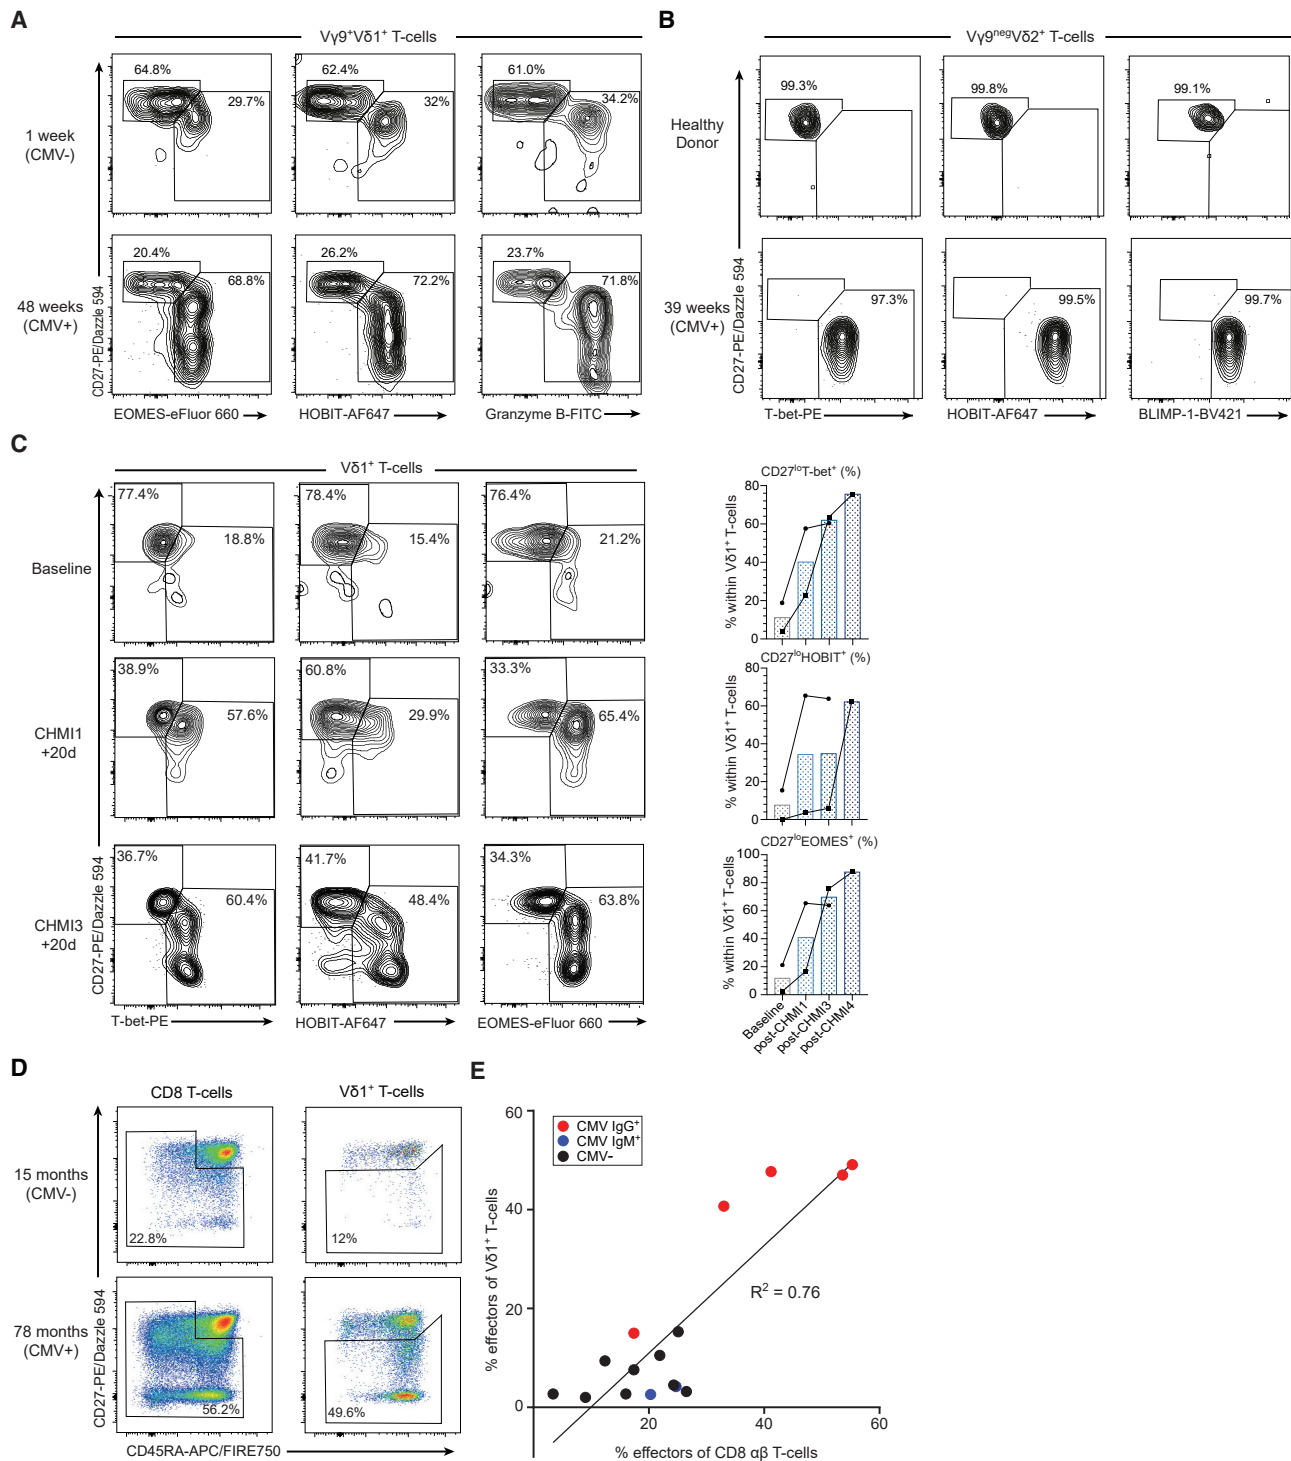 A
Vγ9⁺Vδ1⁺ T-cells
1 week
(CMV-)
64.8%
29.7%
62.4%
32%
61.0%
34.2%
48 weeks
(CMV+)
20.4%
68.8%
26.2%
72.2%
23.7%
71.8%
CD27-PE/Dazzle 594
EOMES-eFluor 660
HOBIT-AF647
Granzyme B-FITC
B
Vγ9ⁿᵉᵍVδ2⁺ T-cells
Healthy
Donor
99.3%
99.8%
99.1%
39 weeks
(CMV+)
97.3%
99.5%
99.7%
CD27-PE/Dazzle 594
T-bet-PE
HOBIT-AF647
BLIMP-1-BV421
C
Vδ1⁺ T-cells
Baseline
77.4%
18.8%
78.4%
15.4%
76.4%
21.2%
CHMI1
+20d
38.9%
57.6%
60.8%
29.9%
33.3%
65.4%
CHMI3
+20d
36.7%
60.4%
41.7%
48.4%
34.3%
63.8%
CD27-PE/Dazzle 594
T-bet-PE
HOBIT-AF647
EOMES-eFluor 660
CD27ˡᵒT-bet⁺ (%)
% within Vδ1⁺ T-cells
80
60
40
20
0
CD27ˡᵒHOBIT⁺ (%)
% within Vδ1⁺ T-cells
80
60
40
20
0
CD27ˡᵒEOMES⁺ (%)
% within Vδ1⁺ T-cells
100
80
60
40
20
0
Baseline
post-CHMI1
post-CHMI3
post-CHMI4
D
CD8 T-cells
Vδ1⁺ T-cells
15 months
(CMV-)
22.8%
12%
78 months
(CMV+)
56.2%
49.6%
CD27-PE/Dazzle 594
CD45RA-APC/FIRE750
E
CMV IgG⁺
CMV IgM⁺
CMV-
% effectors of Vδ1⁺ T-cells
60
40
20
0
R² = 0.76
20
40
60
% effectors of CD8 αβ T-cells